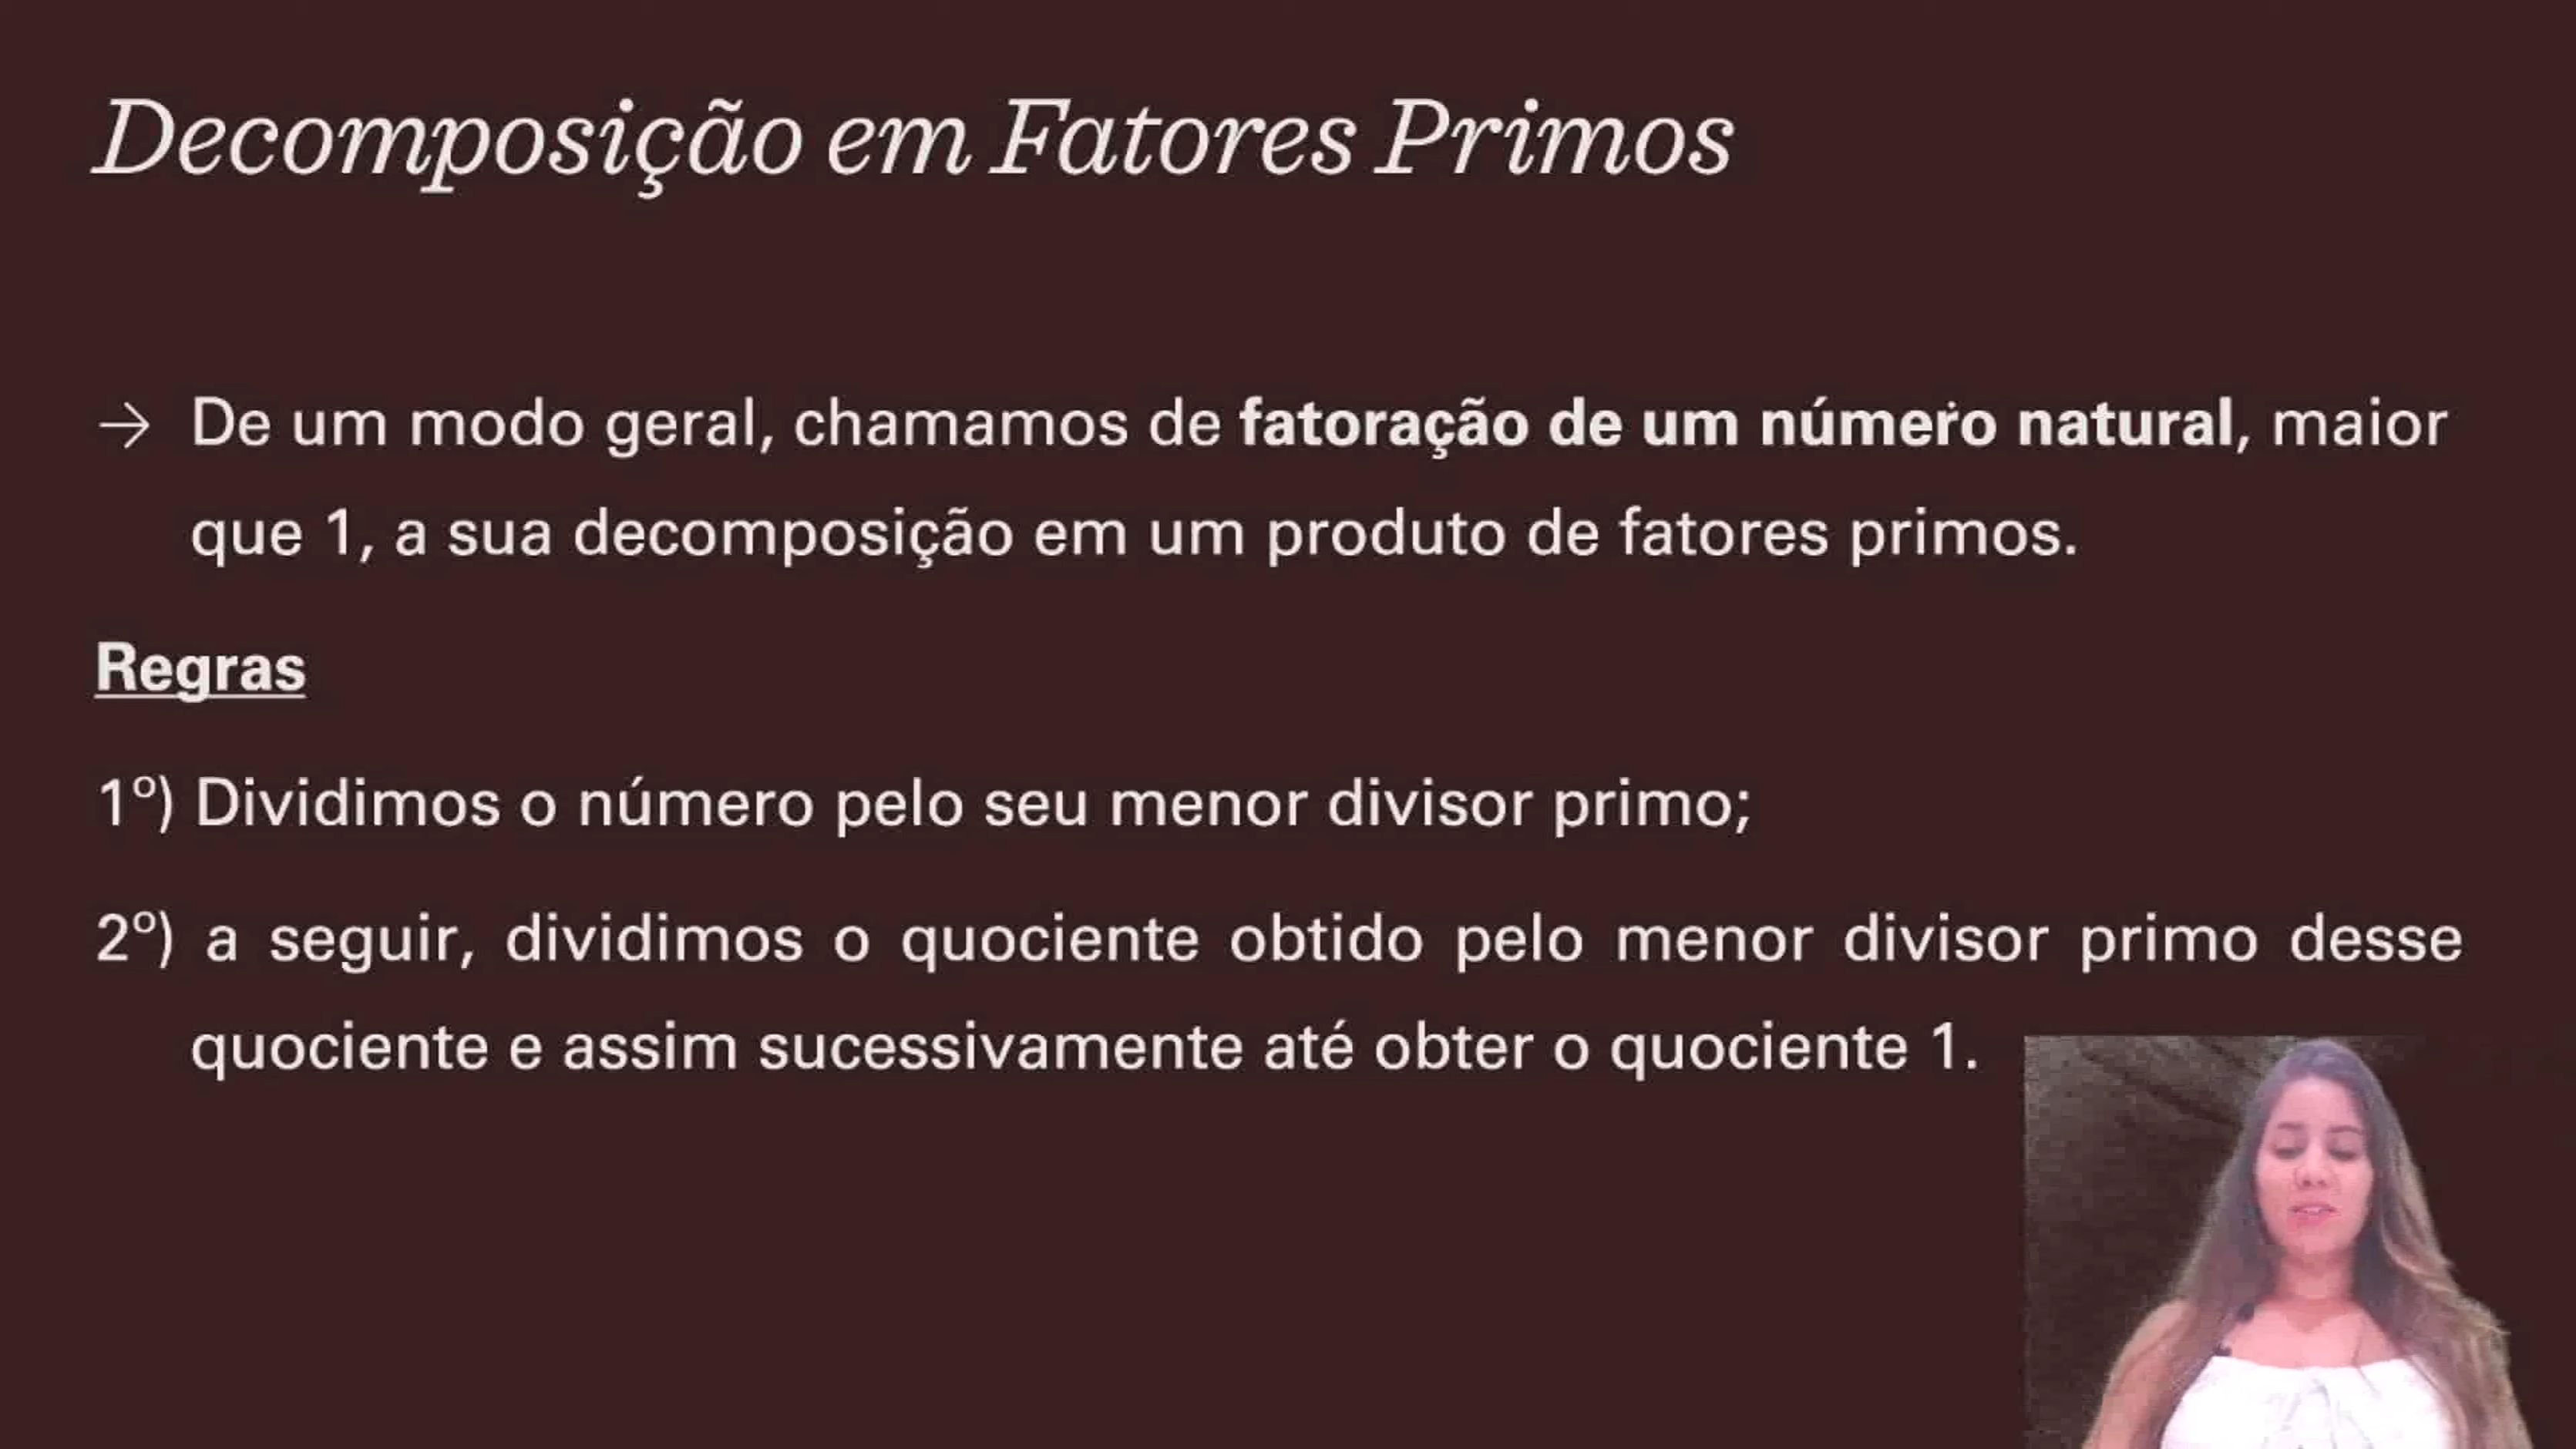 Decomposição em Fatores Primos
→ De um modo geral, chamamos de fatoração de um número natural, maior
que 1, a sua decomposição em um produto de fatores primos.
Regras
1º) Dividimos o número pelo seu menor divisor primo;
2º) a seguir, dividimos o quociente obtido pelo menor divisor primo desse
quociente e assim sucessivamente até obter o quociente 1.